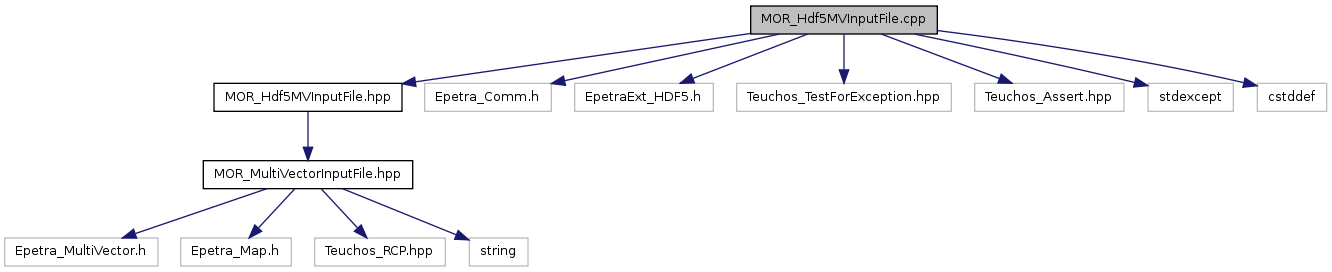 MOR_Hdf5MVInputFile.cpp
MOR_Hdf5MVInputFile.hpp
Epetra_Comm.h
EpetraExt_HDF5.h
Teuchos_TestForException.hpp
Teuchos_Assert.hpp
stdexcept
cstddef
MOR_MultiVectorInputFile.hpp
Epetra_MultiVector.h
Epetra_Map.h
Teuchos_RCP.hpp
string